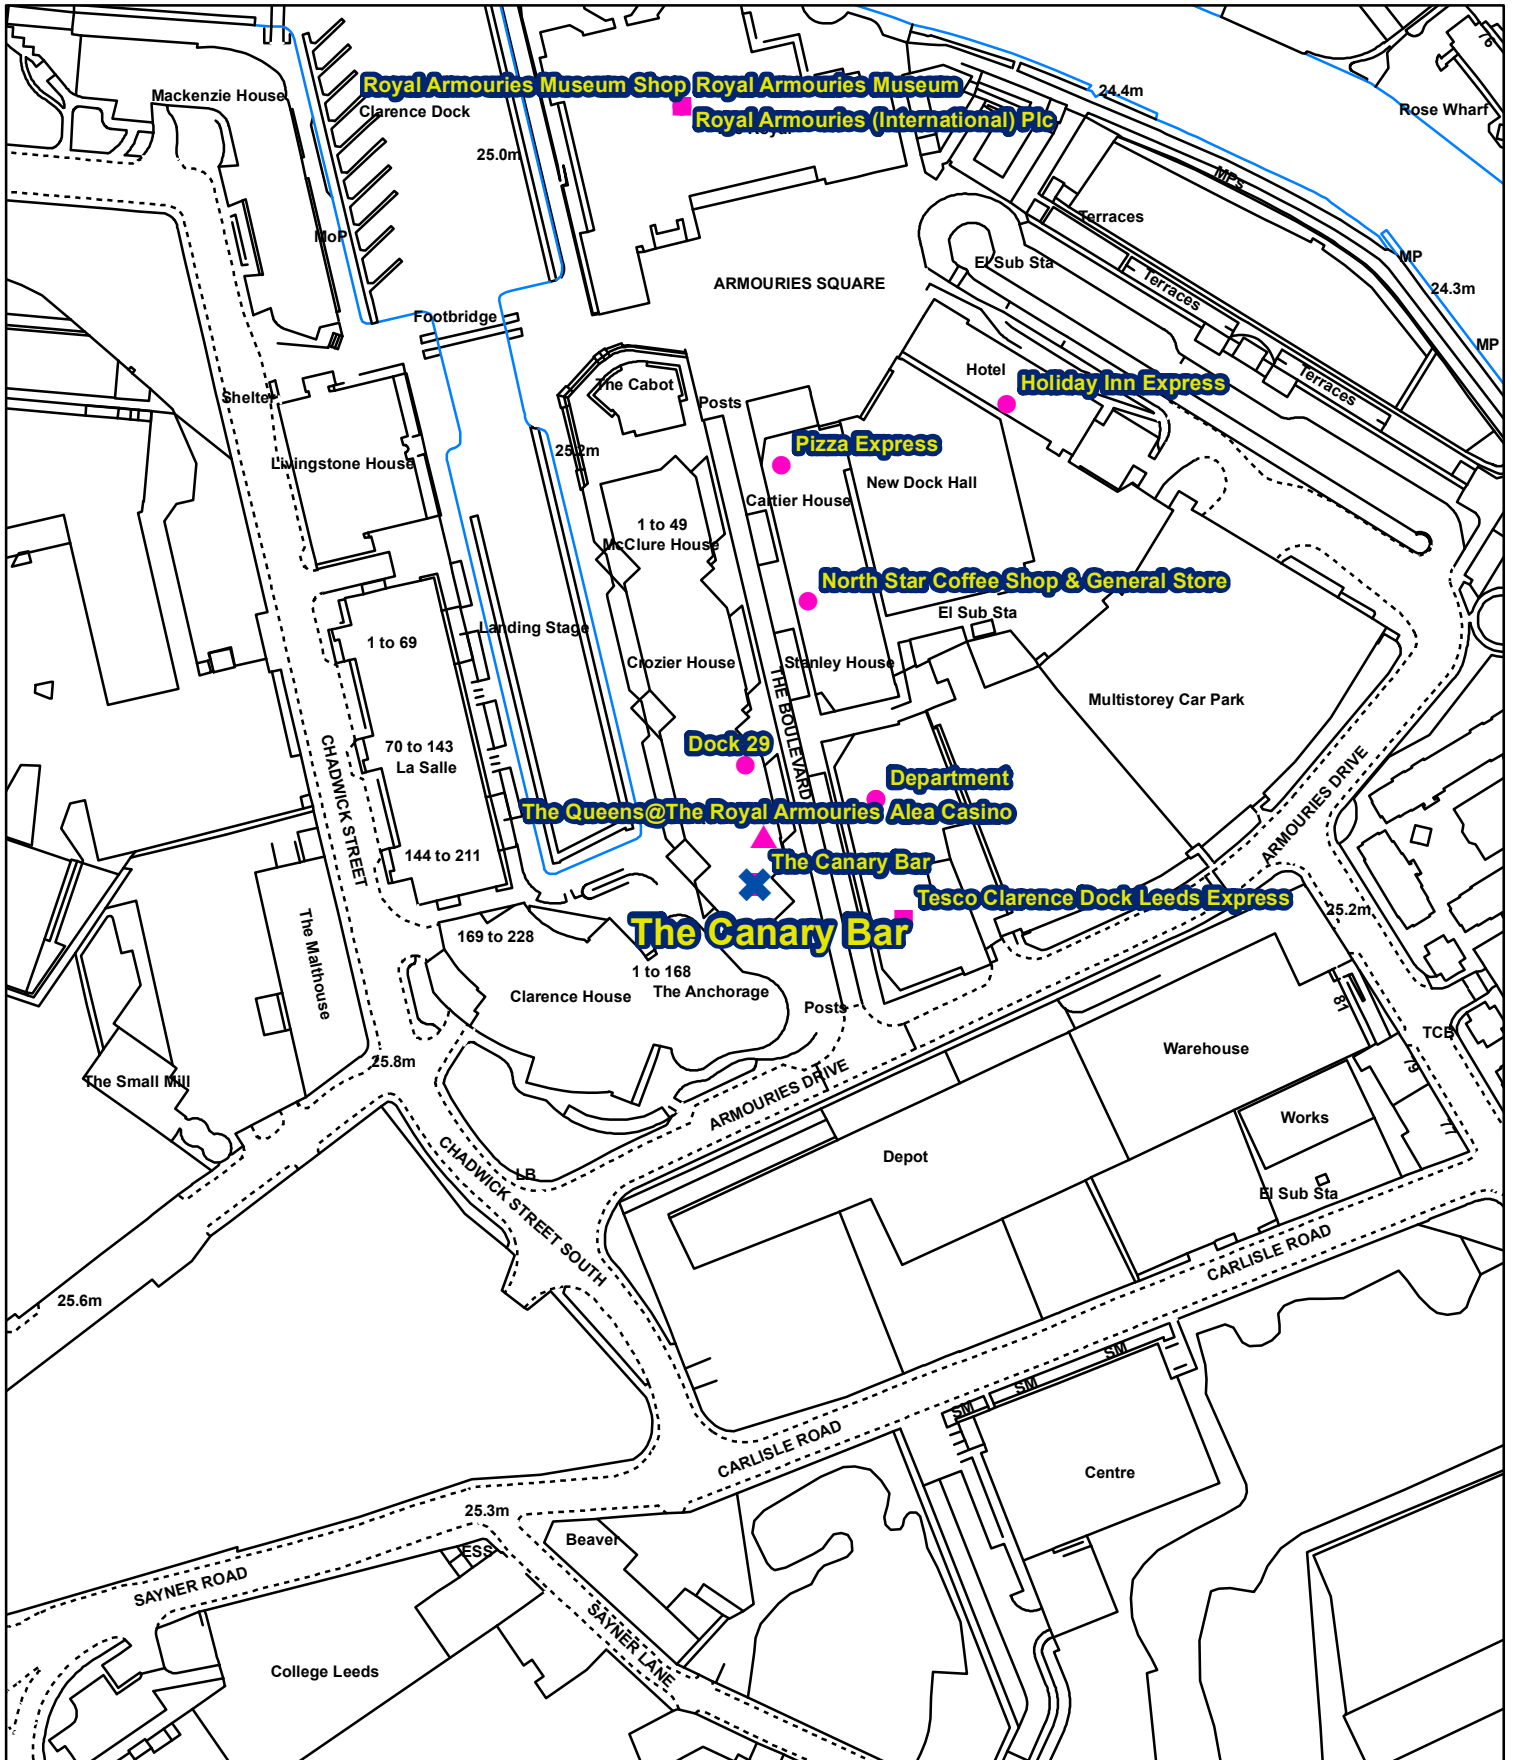 76
Royal Armouries Museum Shop
Royal Armouries Museum
Mackenzie House
Clarence Dock
24.4m
Rose Wharf
Royal Armouries (International) Plc
25.0m
MPs
Terraces
MoP
El Sub Sta
MP
ARMOURIES SQUARE
Terraces
24.3m
Footbridge
MP
Hotel
Holiday Inn Express
Terraces
The Cabot
Shelter
Posts
Pizza Express
25.2m
Livingstone House
New Dock Hall
Cartier House
1 to 49
McClure House
North Star Coffee Shop & General Store
El Sub Sta
Landing Stage
1 to 69
Crozier House
Stanley House
THE BOULEVARD
Multistorey Car Park
CHADWICK STREET
70 to 143
La Salle
Dock 29
Department
ARMOURIES DRIVE
The Queens@The Royal Armouries
Alea Casino
144 to 211
The Canary Bar
Tesco Clarence Dock Leeds Express
25.2m
The Canary Bar
169 to 228
The Malthouse
1 to 168
The Anchorage
Clarence House
Posts
81
TCB
Warehouse
25.8m
79
The Small Mill
ARMOURIES DRIVE
Works
77
CHADWICK STREET SOUTH
Depot
LB
El Sub Sta
CARLISLE ROAD
25.6m
SM
SM
SM
CARLISLE ROAD
Centre
25.3m
Beaver
ESS
SAYNER ROAD
SAYNER LANE
College Leeds